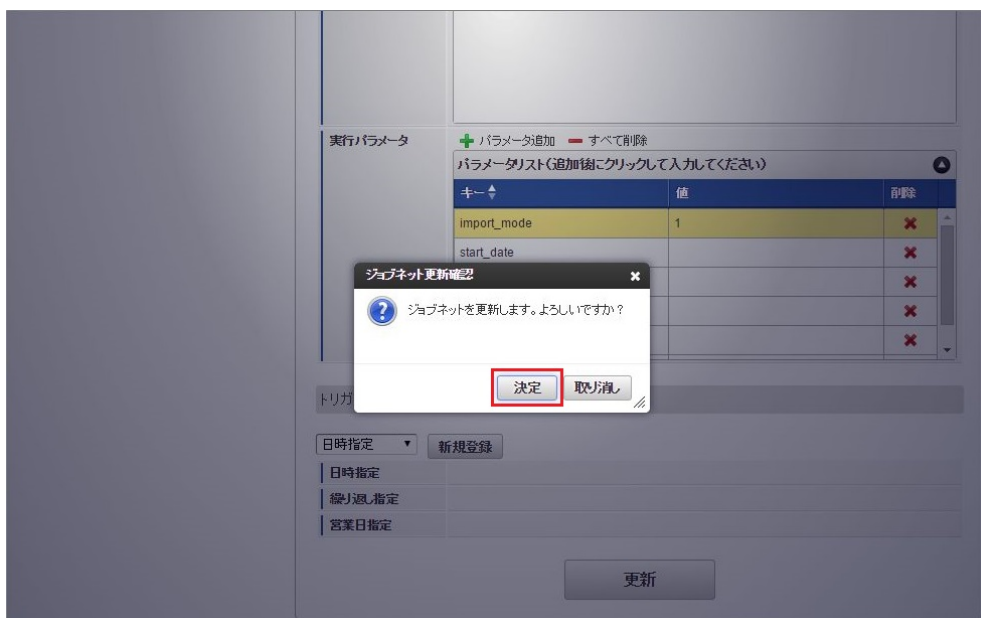 実行パラメータ
パラメータ追加 すべて削除
パラメータリスト(追加後にクリックして入力してください)
キー 値 削除
import_mode 1
start_date
ジョブネット更新確認
ジョブネットを更新します。よろしいですか?
決定 取り消し
トリガ
日時指定 新規登録
日時指定
繰り返し指定
営業日指定
更新